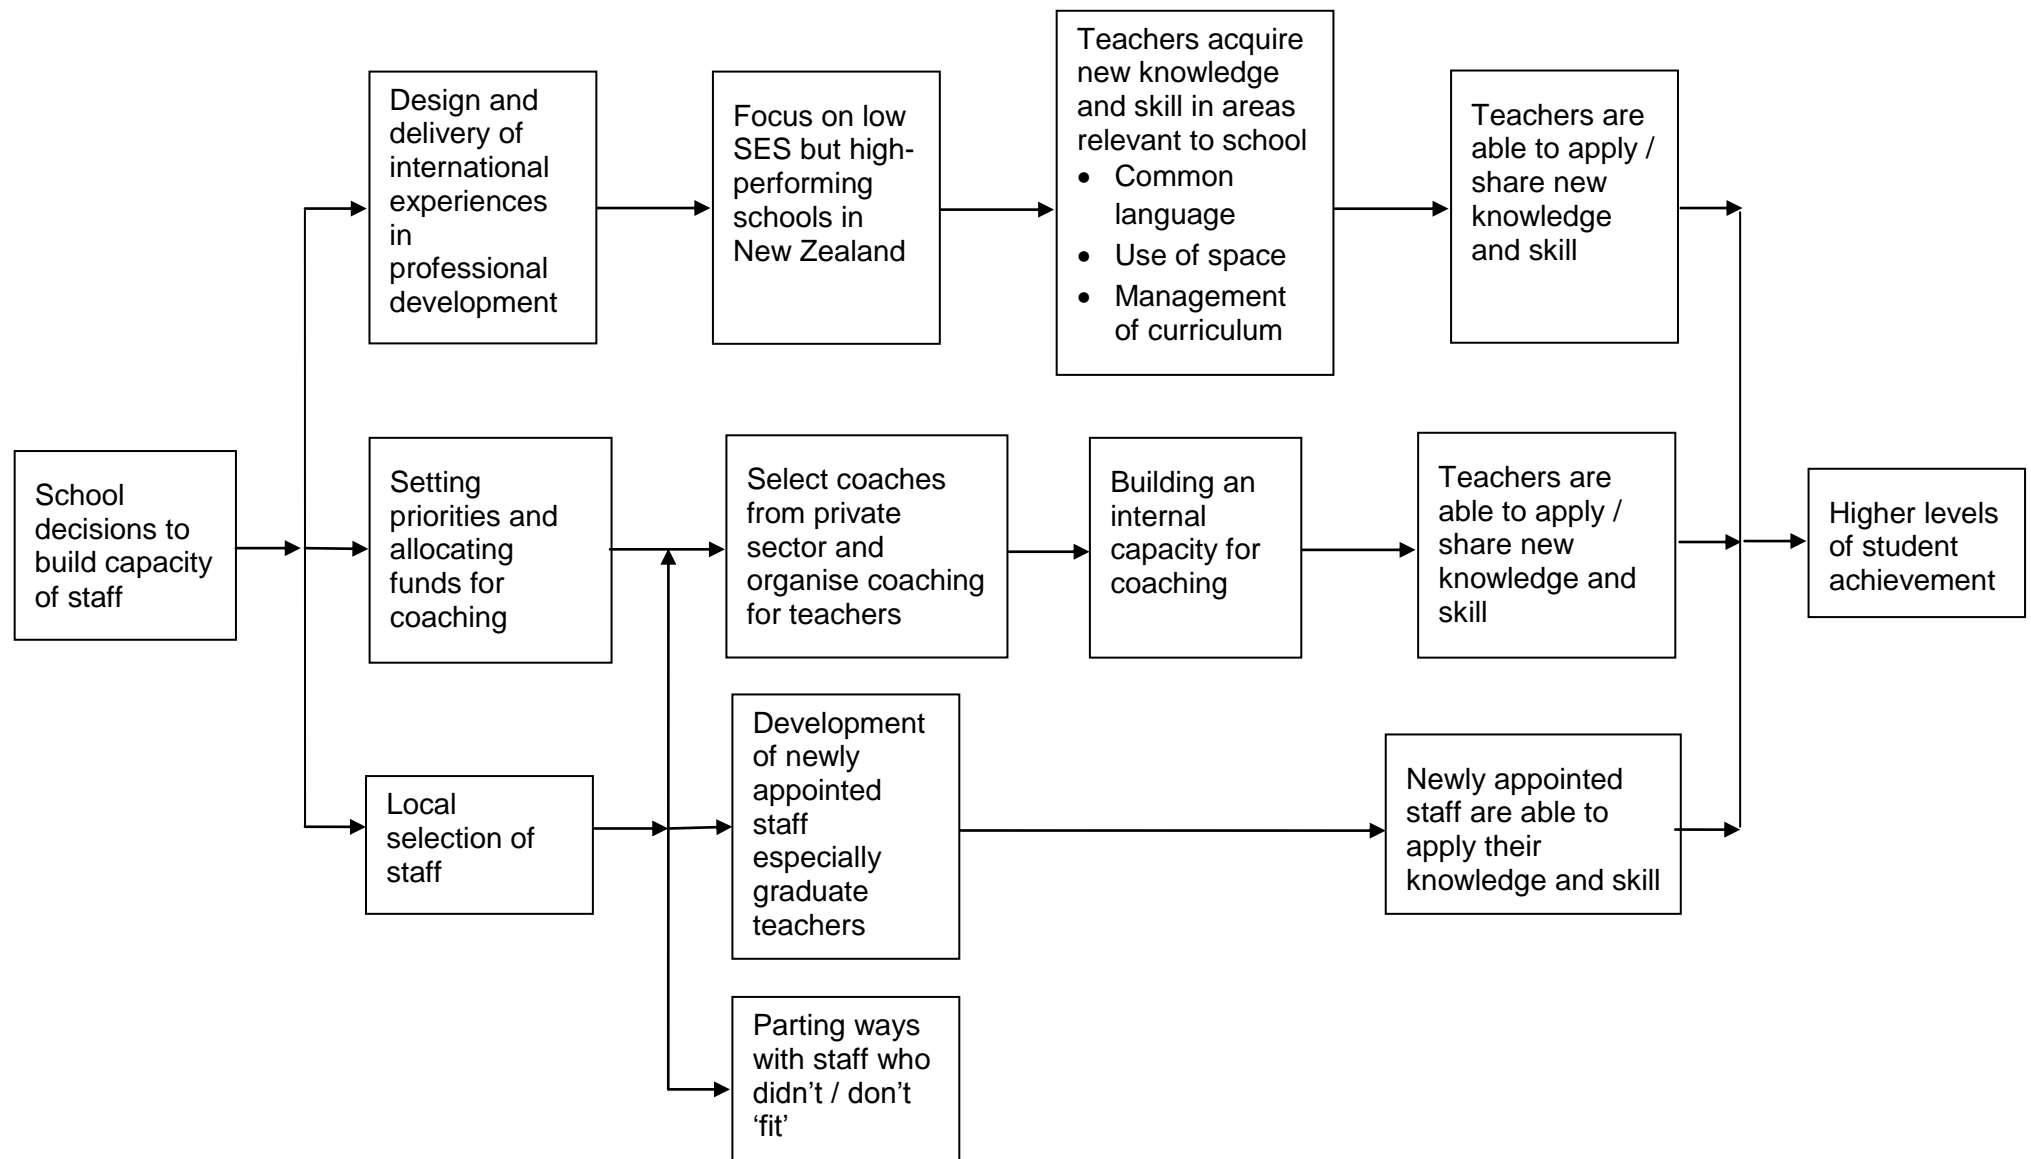 School
decisions to
build capacity
of staff
Design and
delivery of
international
experiences
in
professional
development
Focus on low
SES but high-
performing
schools in
New Zealand
Teachers acquire
new knowledge
and skill in areas
relevant to school
• Common
language
• Use of space
• Management
of curriculum
Teachers are
able to apply /
share new
knowledge
and skill
Setting
priorities and
allocating
funds for
coaching
Select coaches
from private
sector and
organise coaching
for teachers
Building an
internal
capacity for
coaching
Teachers are
able to apply /
share new
knowledge and
skill
Local
selection of
staff
Development
of newly
appointed
staff
especially
graduate
teachers
Newly appointed
staff are able to
apply their
knowledge and skill
Parting ways
with staff who
didn’t / don’t
‘fit’
Higher levels
of student
achievement